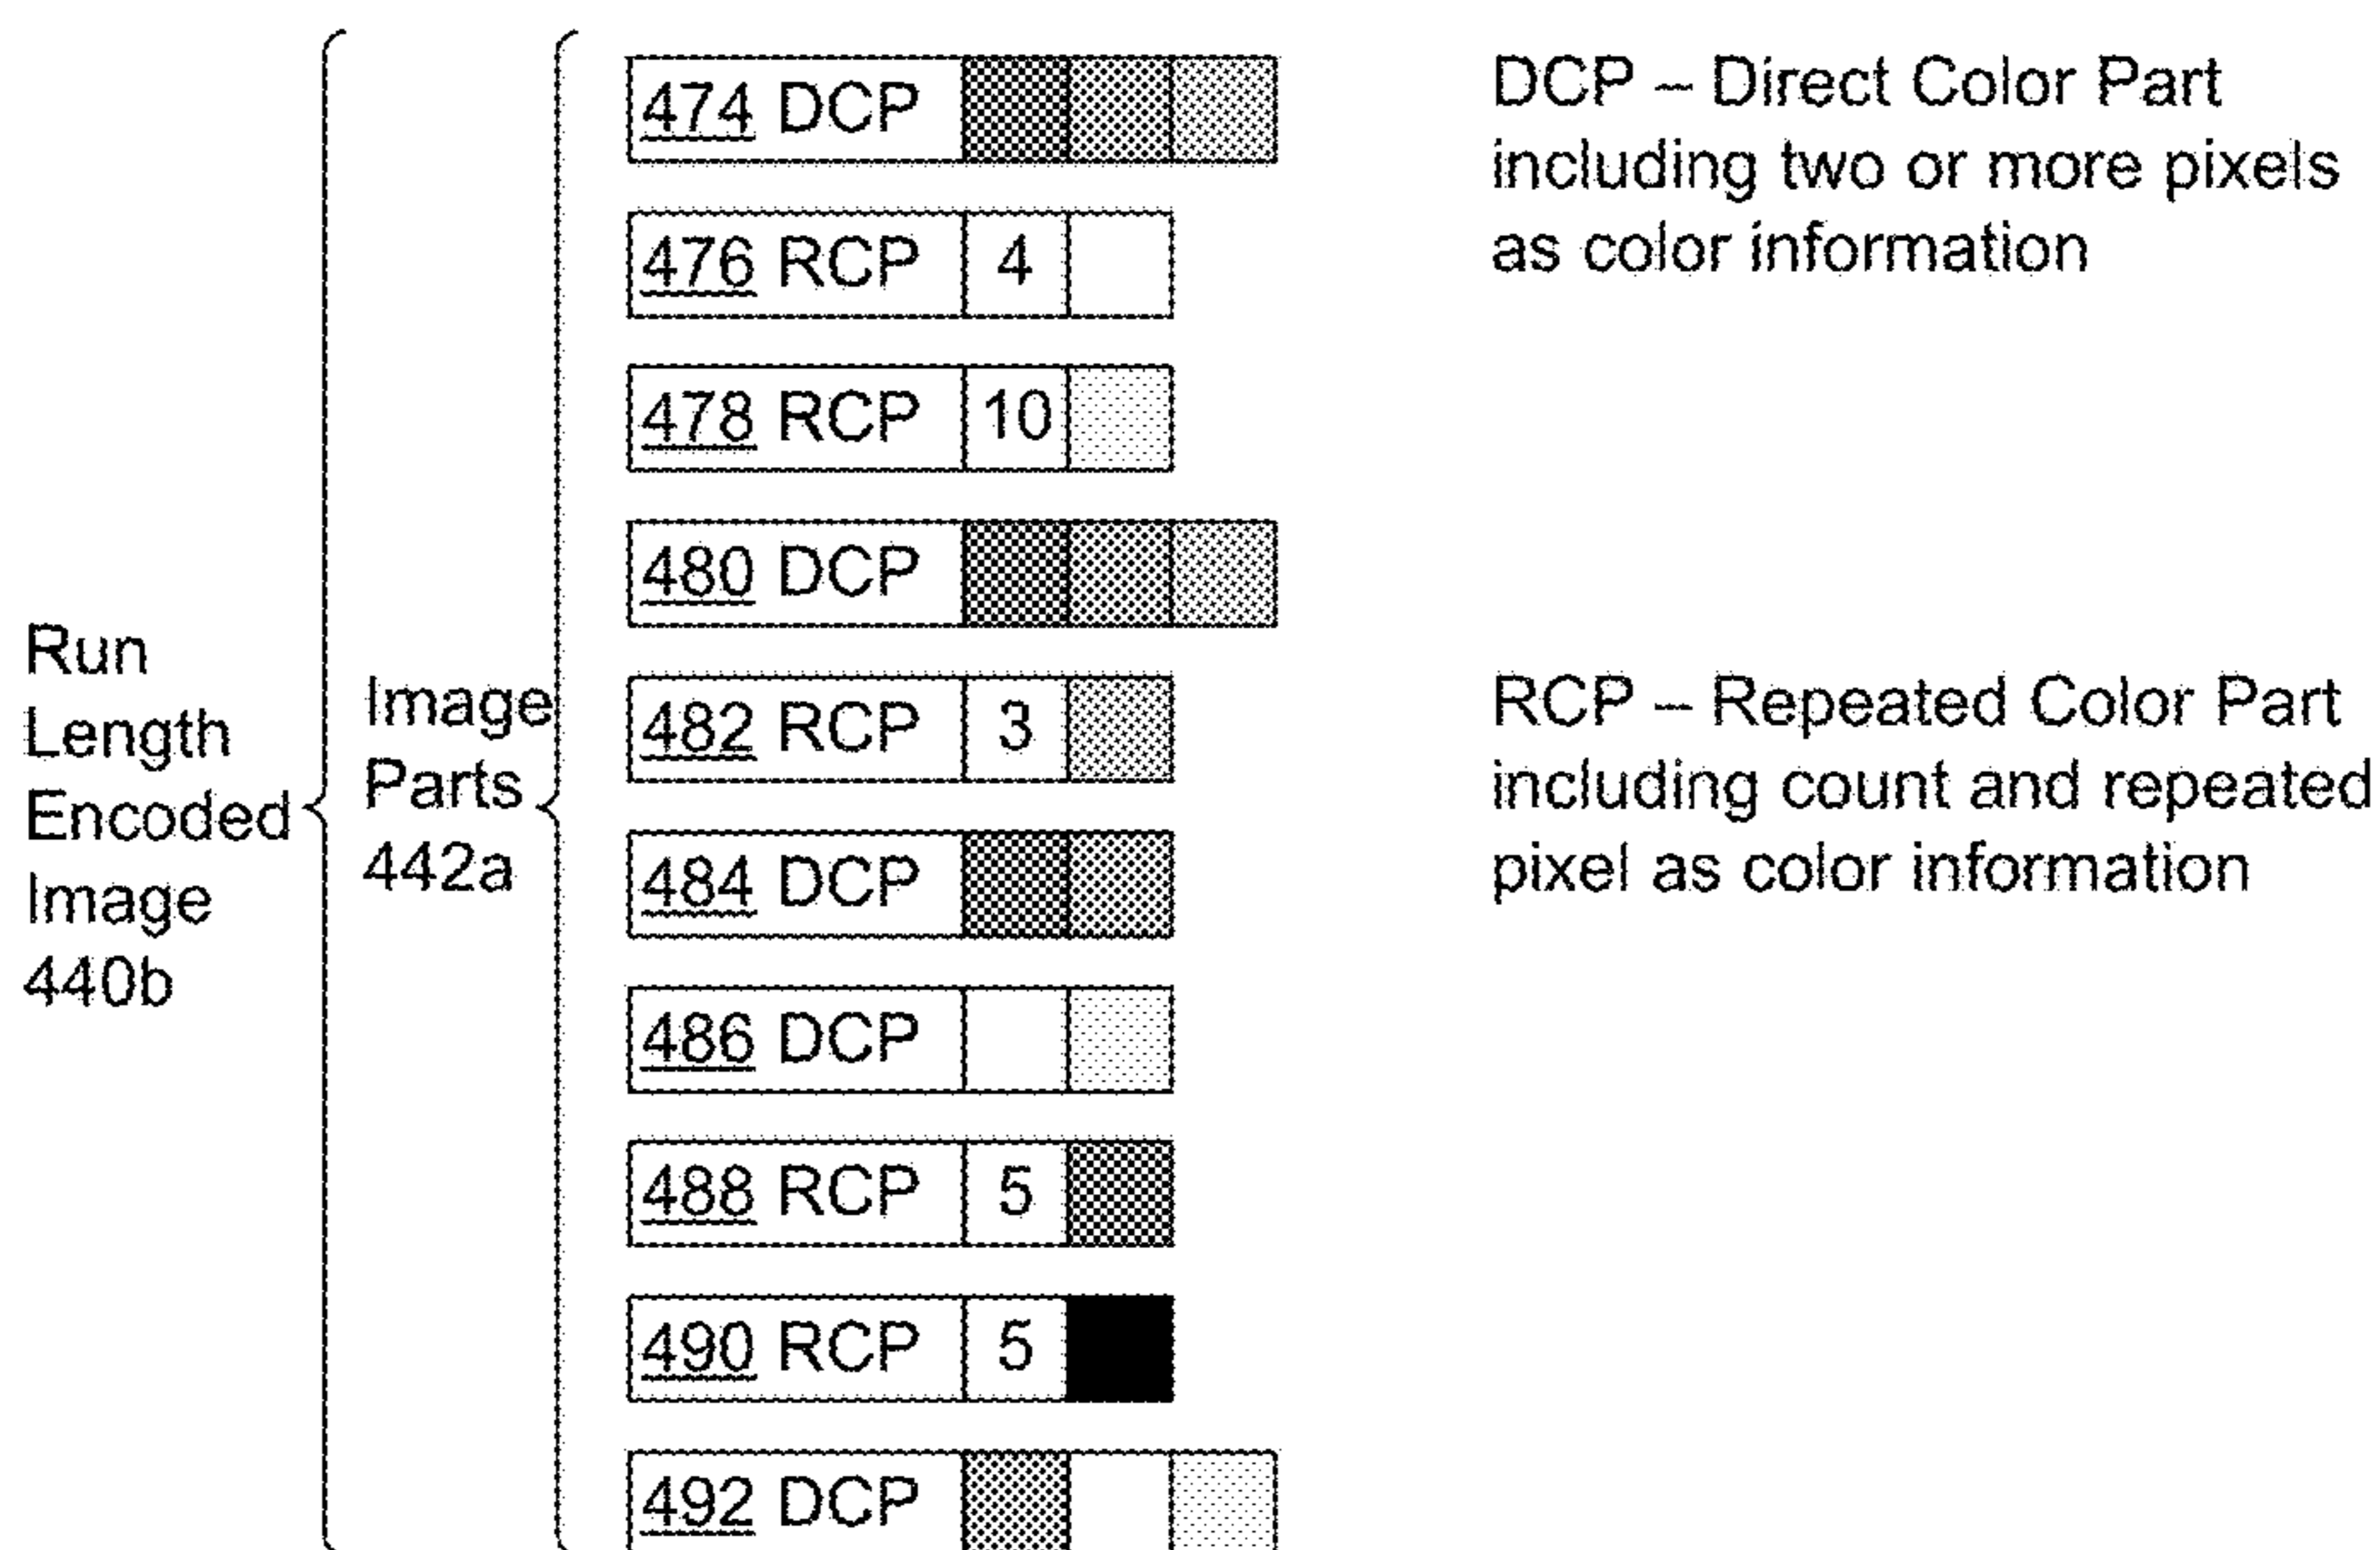 Run
Length
Encoded
Image
440b
Image
Parts
442a
474 DCP
476 RCP 4
478 RCP 10
480 DCP
482 RCP 3
484 DCP
486 DCP
488 RCP 5
490 RCP 5
492 DCP
DCP – Direct Color Part
including two or more pixels
as color information
RCP – Repeated Color Part
including count and repeated
pixel as color information